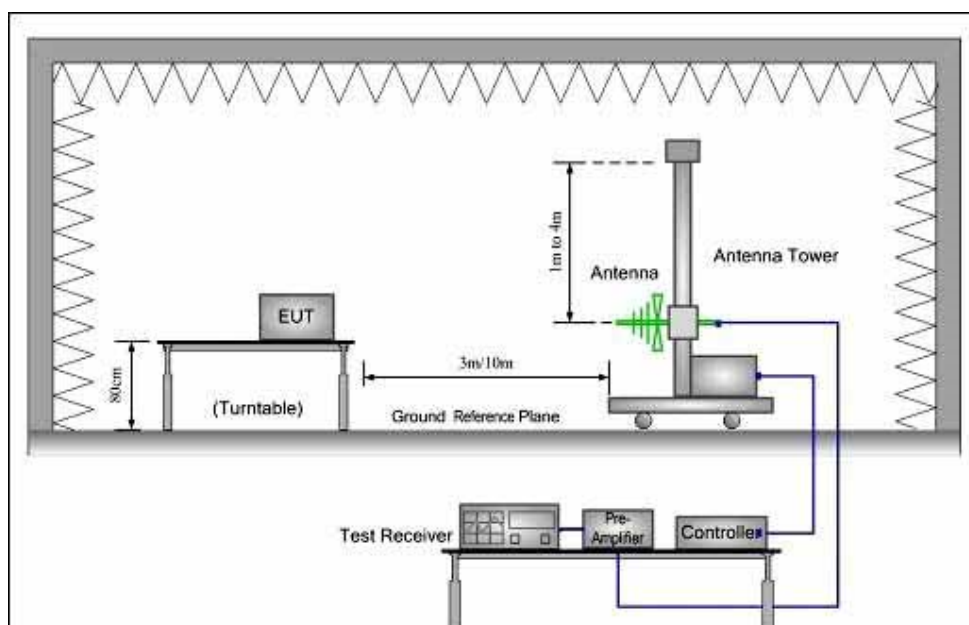 1m to 4m
Antenna
Antenna Tower
EUT
80cm
3m/10m
(Turntable)
Ground Reference Plane
Test Receiver
Pre-
Amplifier
Controller